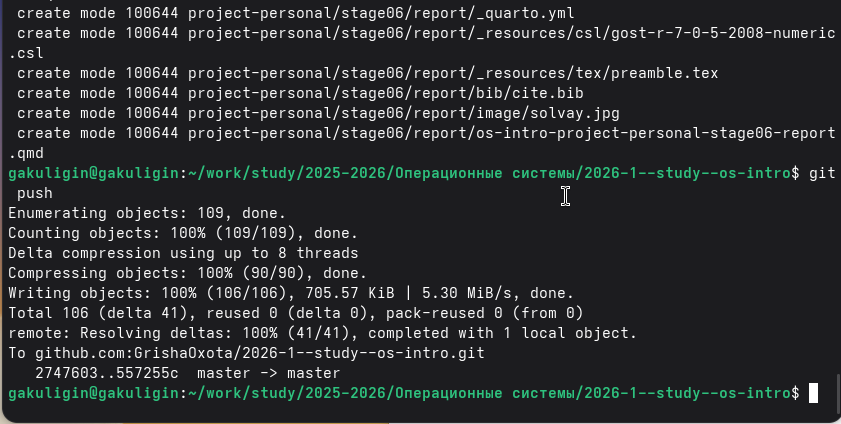 create mode 100644 project-personal/stage06/report/_quarto.yml
create mode 100644 project-personal/stage06/report/_resources/csl/gost-r-7-0-5-2008-numeric
.csl
create mode 100644 project-personal/stage06/report/_resources/tex/preamble.tex
create mode 100644 project-personal/stage06/report/bib/cite.bib
create mode 100644 project-personal/stage06/report/image/solvay.jpg
create mode 100644 project-personal/stage06/report/os-intro-project-personal-stage06-report
.qmd
gakuligin@gakuligin:~/work/study/2025-2026/Операционные системы/2026-1--study--os-intro$ git
push
Enumerating objects: 109, done.
Counting objects: 100% (109/109), done.
Delta compression using up to 8 threads
Compressing objects: 100% (90/90), done.
Writing objects: 100% (106/106), 705.57 KiB | 5.30 MiB/s, done.
Total 106 (delta 41), reused 0 (delta 0), pack-reused 0 (from 0)
remote: Resolving deltas: 100% (41/41), completed with 1 local object.
To github.com:GrishaOxota/2026-1--study--os-intro.git
2747603..557255c  master -> master
gakuligin@gakuligin:~/work/study/2025-2026/Операционные системы/2026-1--study--os-intro$